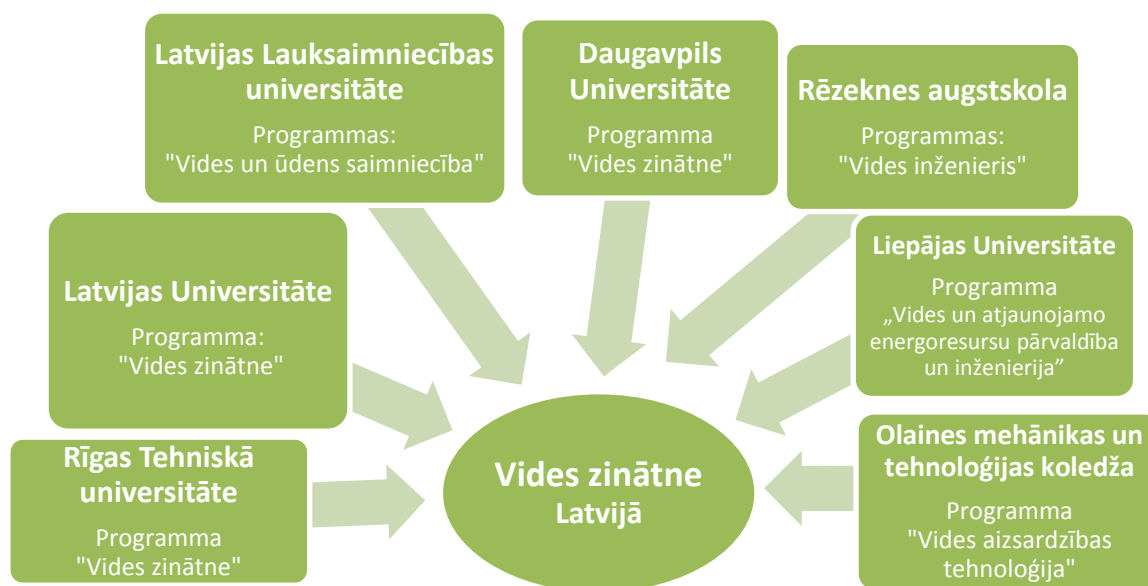 Latvijas Lauksaimniecības
universitāte
Programmas:
"Vides un ūdens saimniecība"
Daugavpils
Universitāte
Programma
"Vides zinātne"
Rēzeknes augstskola
Programmas:
"Vides inženieris"
Latvijas Universitāte
Programma:
"Vides zinātne"
Liepājas Universitāte
Programma
„Vides un atjaunojamo
energoresursu pārvaldība
un inženierija”
Rīgas Tehniskā
universitāte
Programma
"Vides zinātne"
Vides zinātne
Latvijā
Olaines mehānikas un
tehnoloģijas koledža
Programma
"Vides aizsardzības
tehnoloģija"